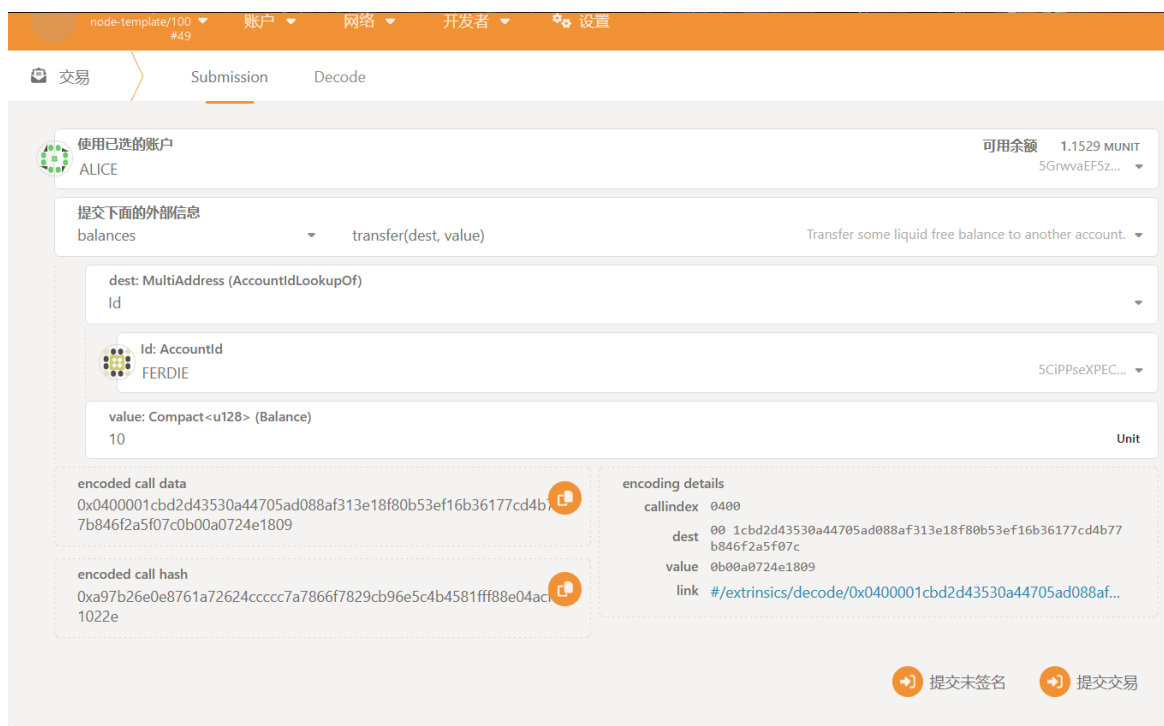 node-template/100 账户 网络 开发者 设置
#49
交易 Submission Decode
使用已选的账户 可用余额 1.1529 MUNIT
ALICE 5GrwvaEF5z...
提交下面的外部信息
balances transfer(dest, value) Transfer some liquid free balance to another account.
dest: MultiAddress (AccountIdLookupOf)
Id
Id: AccountId
FERDIE 5CiPPseXPEC...
value: Compact<u128> (Balance)
10 Unit
encoded call data
0x0400001cbd2d43530a44705ad088af313e18f80b53ef16b36177cd4b7
7b846f2a5f07c0b00a0724e1809
encoded call hash
0xa97b26e0e8761a72624ccccc7a7866f7829cb96e5c4b4581fff88e04acf
1022e
encoding details
callindex 0400
dest 00 1cbd2d43530a44705ad088af313e18f80b53ef16b36177cd4b77
b846f2a5f07c
value 0b00a0724e1809
link #/extrinsics/decode/0x0400001cbd2d43530a44705ad088af...
提交未签名 提交交易